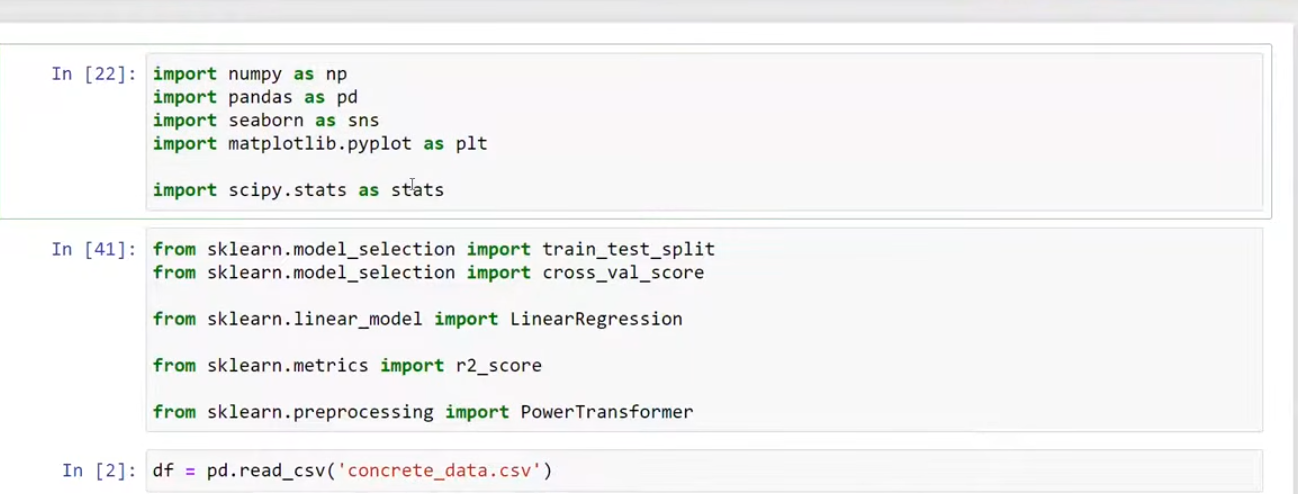 In [22]: import numpy as np
import pandas as pd
import seaborn as sns
import matplotlib.pyplot as plt
import scipy.stats as stats
In [41]: from sklearn.model_selection import train_test_split
from sklearn.model_selection import cross_val_score
from sklearn.linear_model import LinearRegression
from sklearn.metrics import r2_score
from sklearn.preprocessing import PowerTransformer
In [2]: df = pd.read_csv('concrete_data.csv')